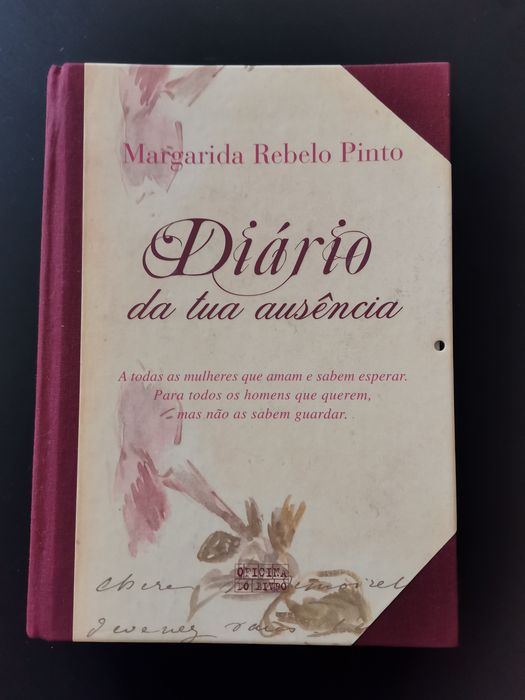 Margarida Rebelo Pinto
Diário
da tua ausência
A todas as mulheres que amam e sabem esperar.
Para todos os homens que querem,
mas não as sabem guardar.
OFICINA
DO LIVRO